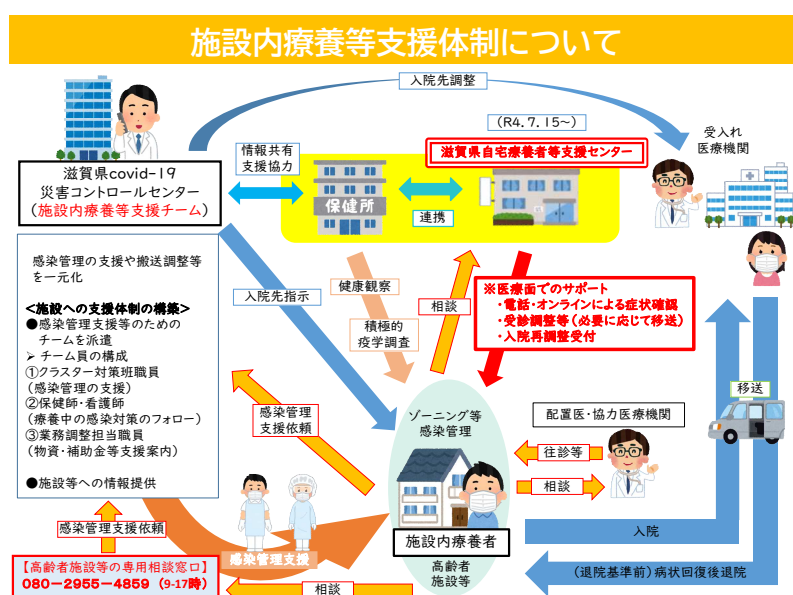 施設内療養等支援体制について
入院先調整
(R4.7.15～)
受入れ
医療機関
情報共有
支援協力
滋賀県自宅療養者等支援センター
滋賀県covid-19
災害コントロールセンター
(施設内療養等支援チーム)
保健所
連携
感染管理の支援や搬送調整等
を一元化
<施設への支援体制の構築>
●感染管理支援等のための
チームを派遣
➢ チーム員の構成
①クラスター対策班職員
(感染管理の支援)
②保健師・看護師
(療養中の感染対策のフォロー)
③業務調整担当職員
(物資・補助金等支援案内)
●施設等への情報提供
入院先指示
健康観察
積極的
疫学調査
相談
※医療面でのサポート
・電話・オンラインによる症状確認
・受診調整等(必要に応じて移送)
・入院再調整受付
移送
感染管理
支援依頼
ゾーニング等
感染管理
配置医・協力医療機関
往診等
相談
感染管理支援依頼
感染管理支援
施設内療養者
高齢者
施設等
入院
(退院基準前)病状回復後退院
【高齢者施設等の専用相談窓口】
080-2955-4859 (9-17時)
相談